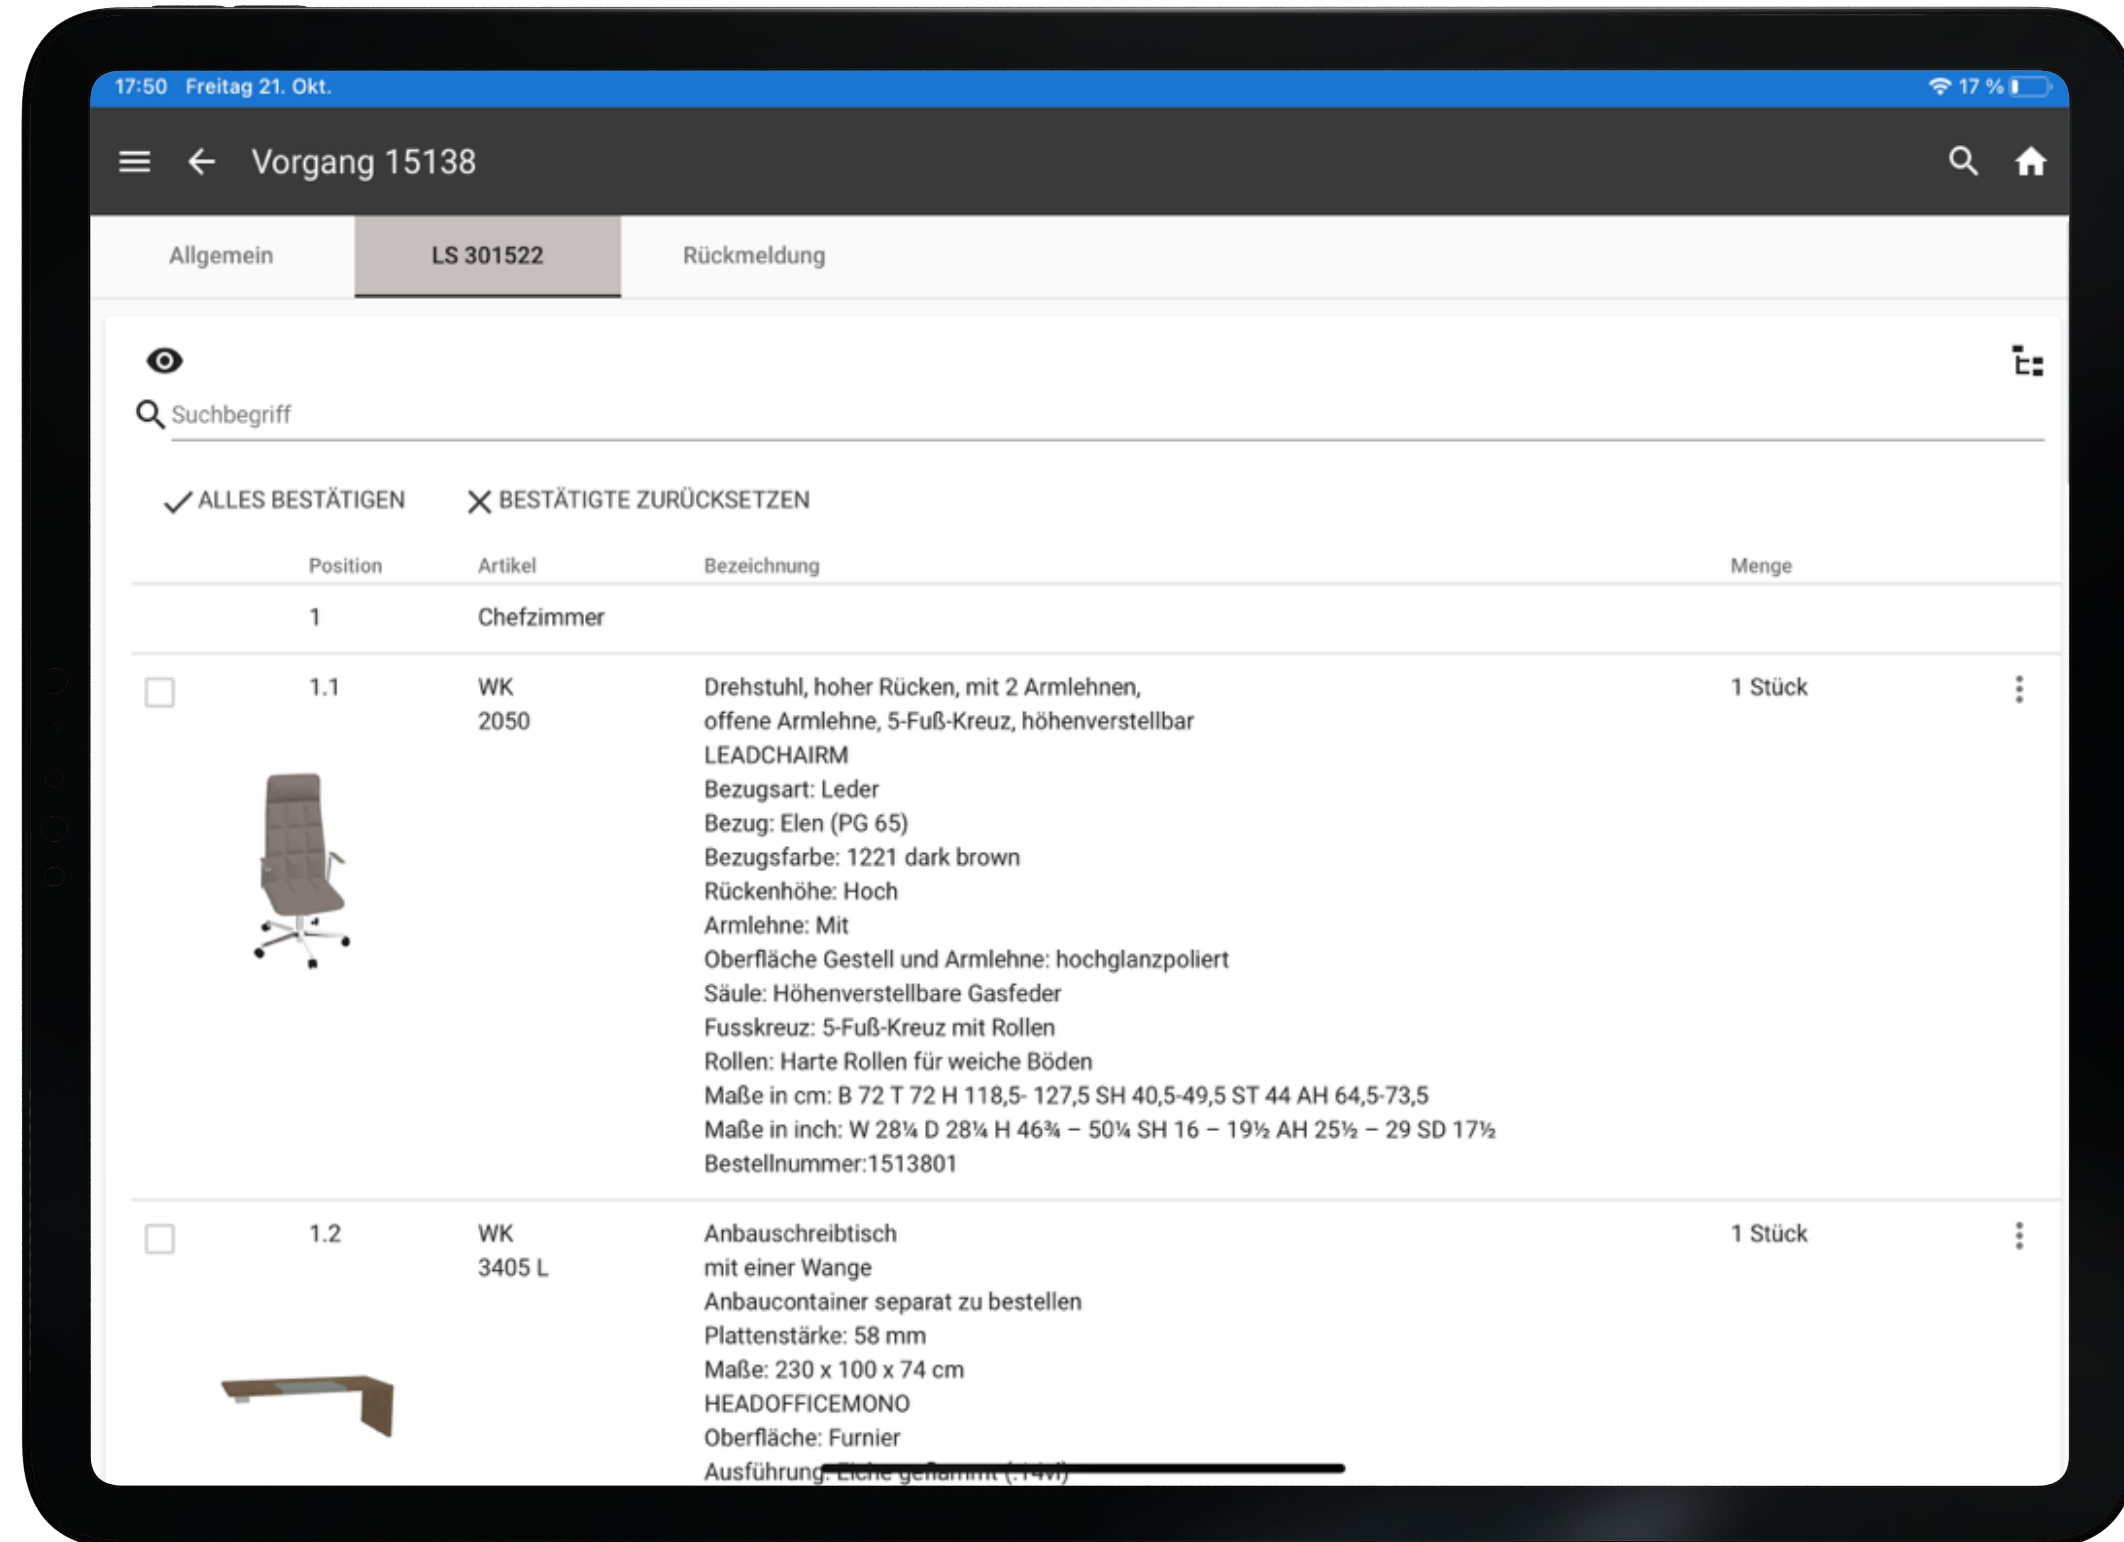 17:50 Freitag 21. Okt.
17 %
Vorgang 15138
Allgemein
LS 301522
Rückmeldung
Suchbegriff
ALLES BESTÄTIGEN
BESTÄTIGTE ZURÜCKSETZEN
Position Artikel Bezeichnung Menge
1 Chefzimmer
1.1 WK Drehstuhl, hoher Rücken, mit 2 Armlehnen, 1 Stück
2050 offene Armlehne, 5-Fuß-Kreuz, höhenverstellbar
LEADCHAIRM
Bezugsart: Leder
Bezug: Elen (PG 65)
Bezugsfarbe: 1221 dark brown
Rückenhöhe: Hoch
Armlehne: Mit
Oberfläche Gestell und Armlehne: hochglanzpoliert
Säule: Höhenverstellbare Gasfeder
Fusskreuz: 5-Fuß-Kreuz mit Rollen
Rollen: Harte Rollen für weiche Böden
Maße in cm: B 72 T 72 H 118,5- 127,5 SH 40,5-49,5 ST 44 AH 64,5-73,5
Maße in inch: W 28¼ D 28¼ H 46¾ – 50¼ SH 16 – 19½ AH 25½ – 29 SD 17½
Bestellnummer:1513801
1.2 WK Anbauschreibtisch 1 Stück
3405 L mit einer Wange
Anbaucontainer separat zu bestellen
Plattenstärke: 58 mm
Maße: 230 x 100 x 74 cm
HEADOFFICEMONO
Oberfläche: Furnier
Ausführung: Eiche geflammt